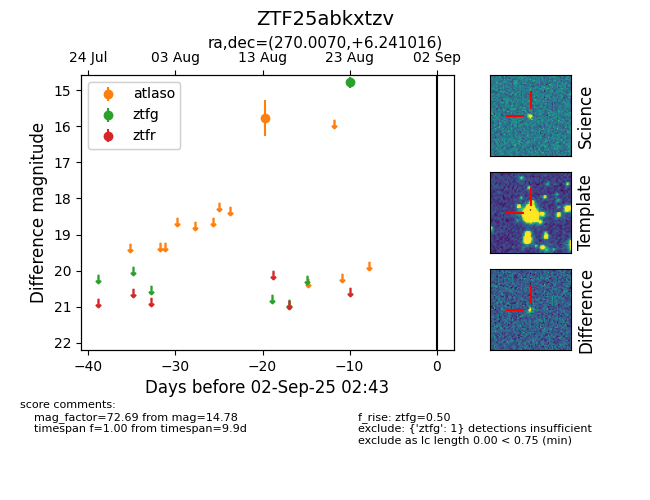 ZTF25abkxtzv
ra,dec=(270.0070,+6.241016)
24 Jul 03 Aug 13 Aug 23 Aug 02 Sep
atlaso
ztfg
ztfr
15
16
17
18
19
20
21
22
Difference magnitude
−40 −30 −20 −10 0
Days before 02-Sep-25 02:43
Science
Template
Difference
score comments:
mag_factor=72.69 from mag=14.78
timespan f=1.00 from timespan=9.9d
f_rise: ztfg=0.50
exclude: {'ztfg': 1} detections insufficient
exclude as lc length 0.00 < 0.75 (min)